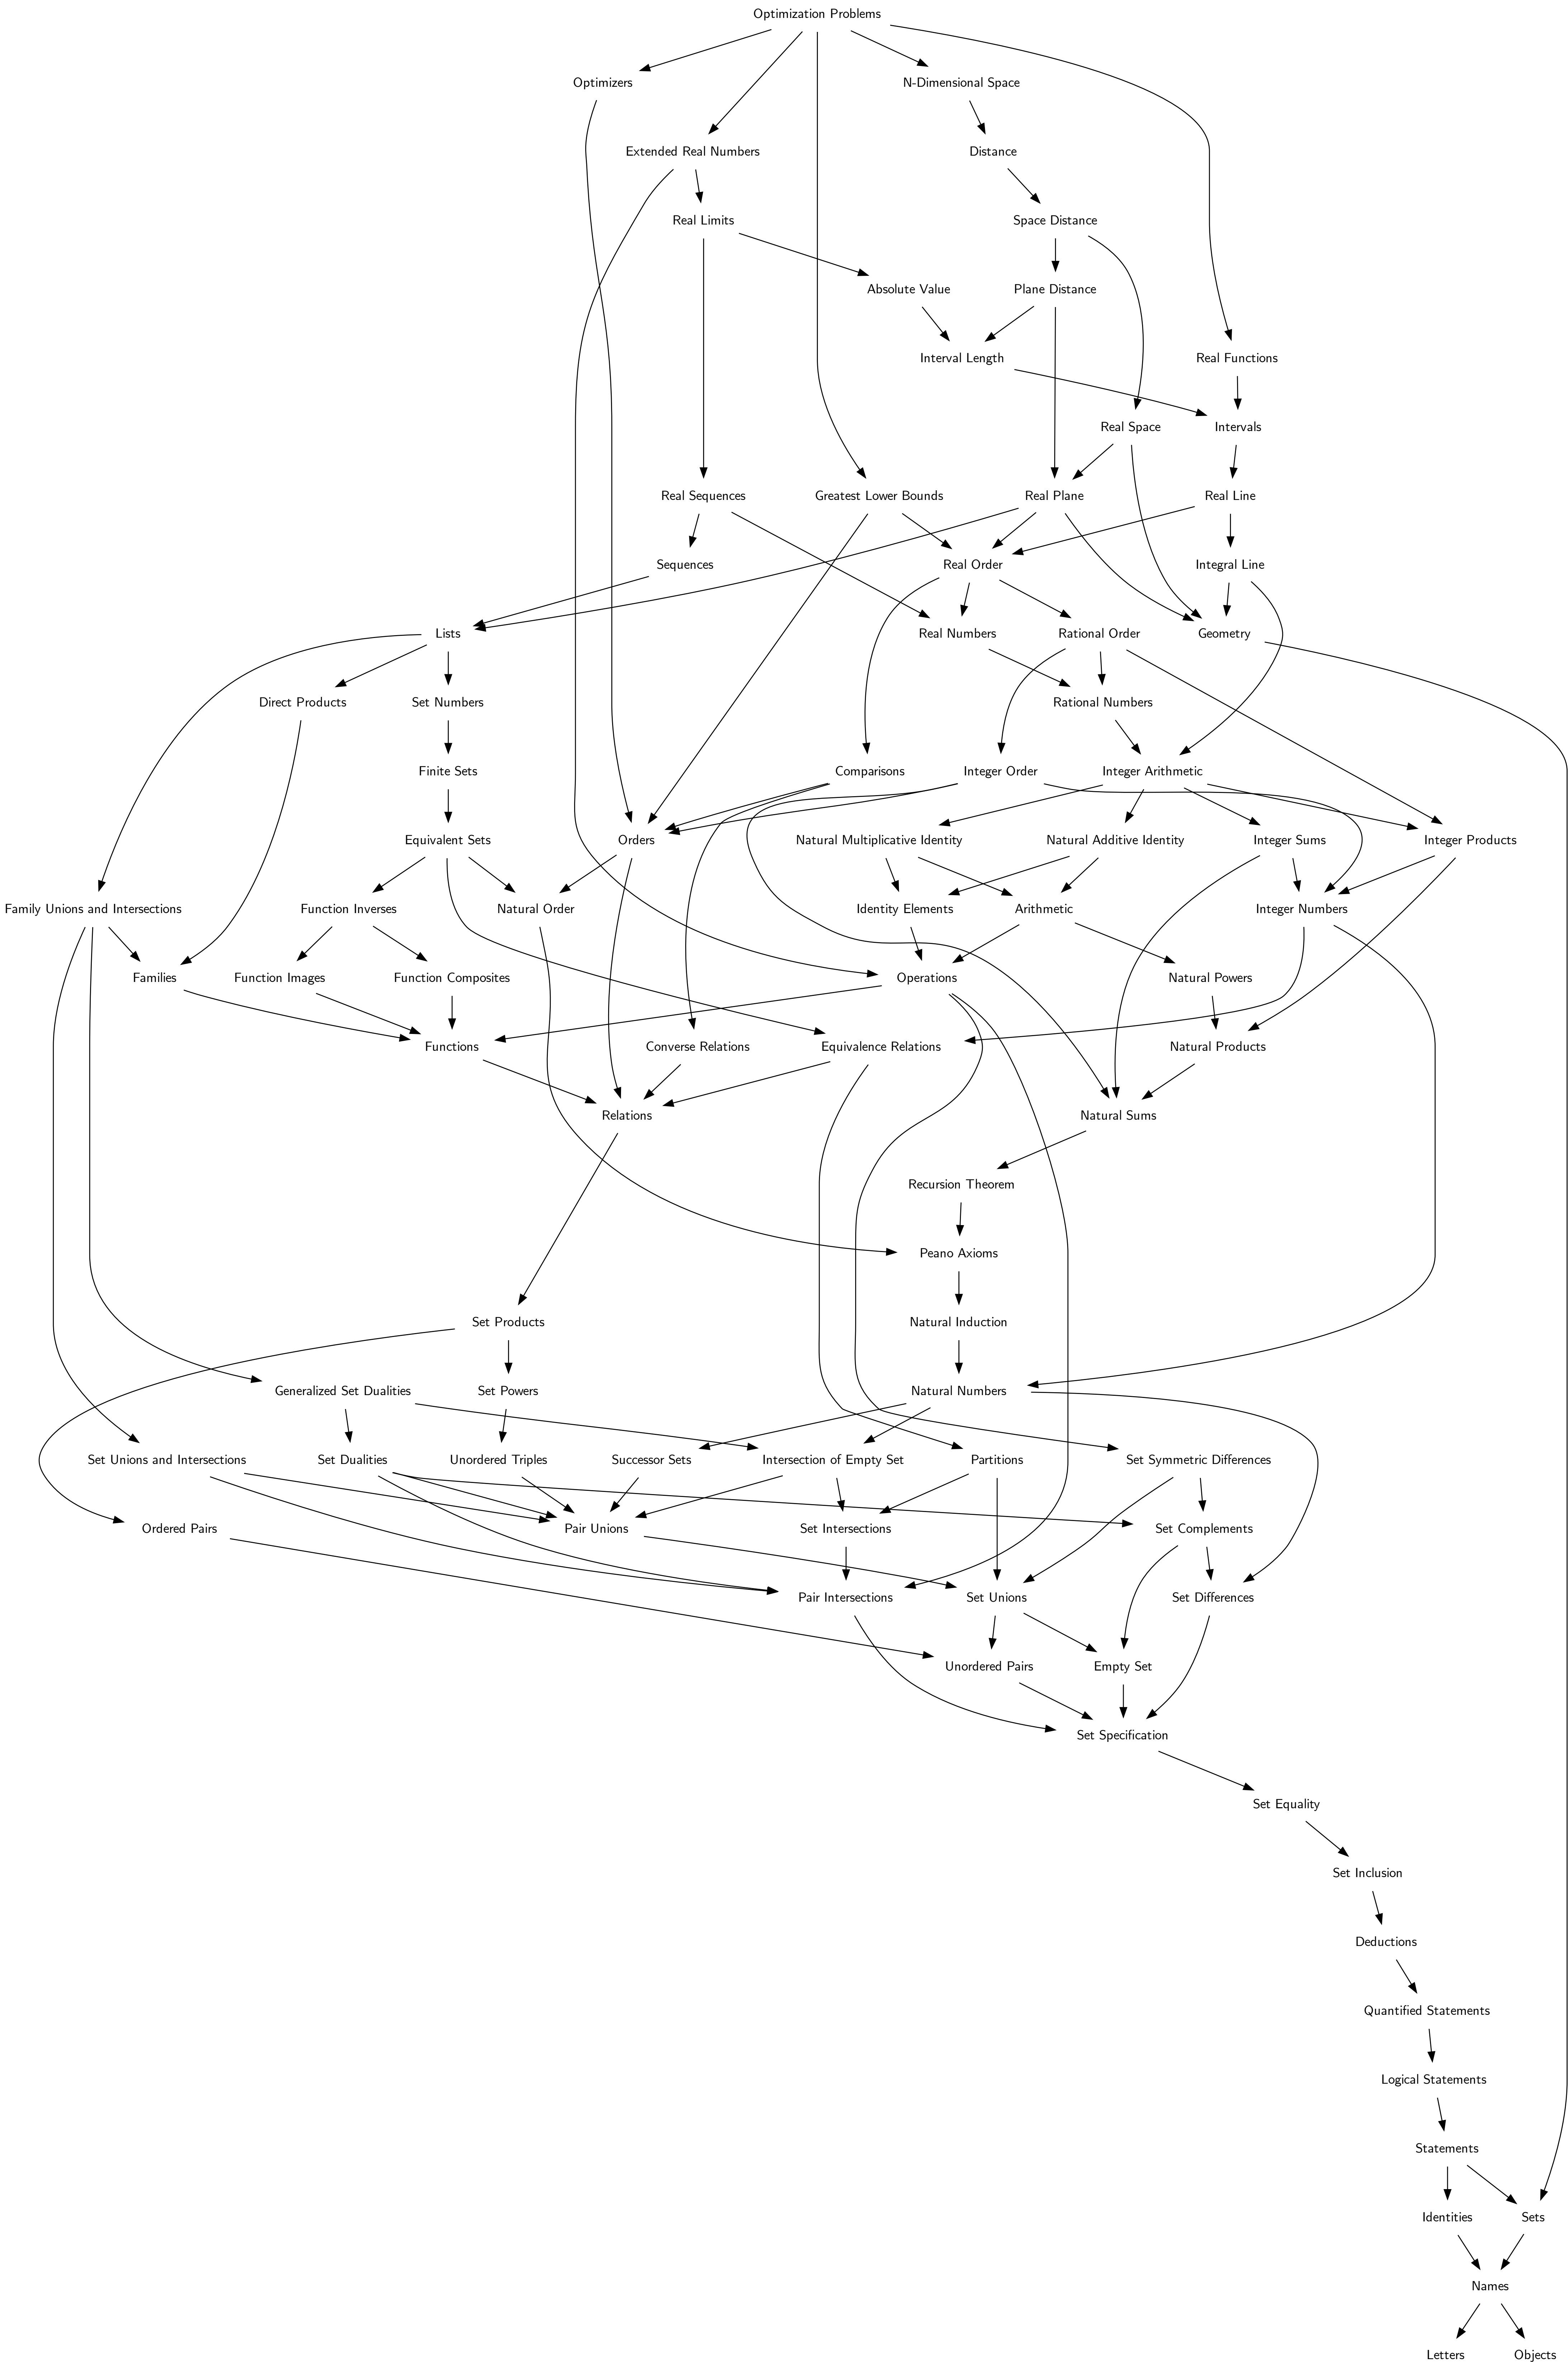 Optimization Problems
Optimizers
N-Dimensional Space
Extended Real Numbers
Distance
Real Limits
Space Distance
Absolute Value
Plane Distance
Interval Length
Real Functions
Real Space
Intervals
Real Sequences
Greatest Lower Bounds
Real Plane
Real Line
Sequences
Real Order
Integral Line
Lists
Real Numbers
Rational Order
Geometry
Direct Products
Set Numbers
Rational Numbers
Finite Sets
Comparisons
Integer Order
Integer Arithmetic
Equivalent Sets
Orders
Natural Multiplicative Identity
Natural Additive Identity
Integer Sums
Integer Products
Family Unions and Intersections
Function Inverses
Natural Order
Identity Elements
Arithmetic
Integer Numbers
Families
Function Images
Function Composites
Operations
Natural Powers
Functions
Converse Relations
Equivalence Relations
Natural Products
Relations
Natural Sums
Recursion Theorem
Peano Axioms
Set Products
Natural Induction
Generalized Set Dualities
Set Powers
Natural Numbers
Set Unions and Intersections
Set Dualities
Unordered Triples
Successor Sets
Intersection of Empty Set
Partitions
Set Symmetric Differences
Ordered Pairs
Pair Unions
Set Intersections
Set Complements
Pair Intersections
Set Unions
Set Differences
Unordered Pairs
Empty Set
Set Specification
Set Equality
Set Inclusion
Deductions
Quantified Statements
Logical Statements
Statements
Identities
Sets
Names
Letters
Objects